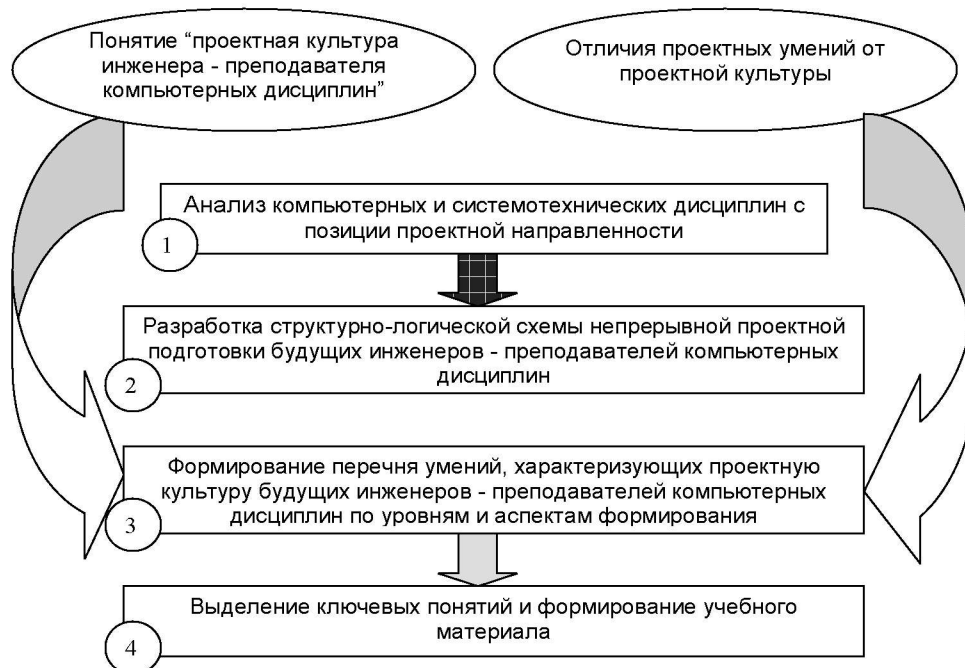 Понятие “проектная культура
инженера - преподавателя
компьютерных дисциплин”
Отличия проектных умений от
проектной культуры
Анализ компьютерных и системотехнических дисциплин с
позиции проектной направленности
1
Разработка структурно-логической схемы непрерывной проектной
подготовки будущих инженеров - преподавателей компьютерных
дисциплин
2
Формирование перечня умений, характеризующих проектную
культуру будущих инженеров - преподавателей компьютерных
дисциплин по уровням и аспектам формирования
3
Выделение ключевых понятий и формирование учебного
материала
4